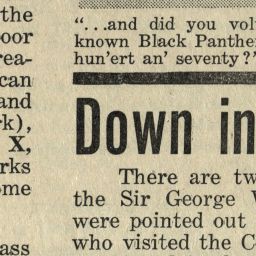 the
oor
rea-
can
and
rk),
X,
rks
ome
ass
"...and did you vol
known Black Panthe
hun'ert an' seventy?"
Down in
There are tw
the Sir George W
were pointed out
who visited the C